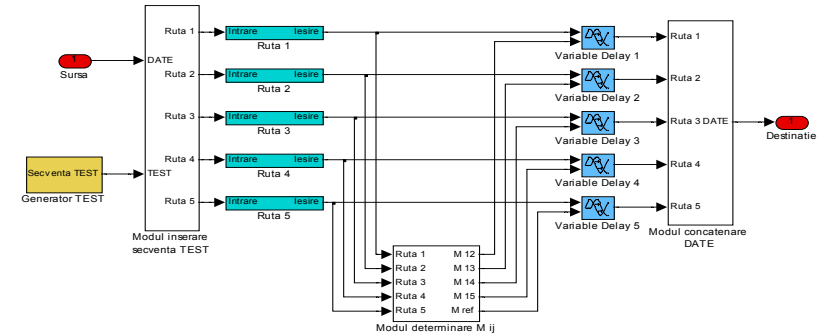 1
Sursa
Secventa TEST
Generator TEST
DATE
TEST
Ruta 1
Ruta 2
Ruta 3
Ruta 4
Ruta 5
Modul inserare
secventa TEST
Intrare Iesire
Ruta 1
Intrare Iesire
Ruta 2
Intrare Iesire
Ruta 3
Intrare Iesire
Ruta 4
Intrare Iesire
Ruta 5
Ruta 1 M 12
Ruta 2 M 13
Ruta 3 M 14
Ruta 4 M 15
Ruta 5 M ref
Modul determinare M ij
Variable Delay 1
Variable Delay 2
Variable Delay 3
Variable Delay 4
Variable Delay 5
Ruta 1
Ruta 2
Ruta 3 DATE
Ruta 4
Ruta 5
Modul concatenare
DATE
1
Destinatie